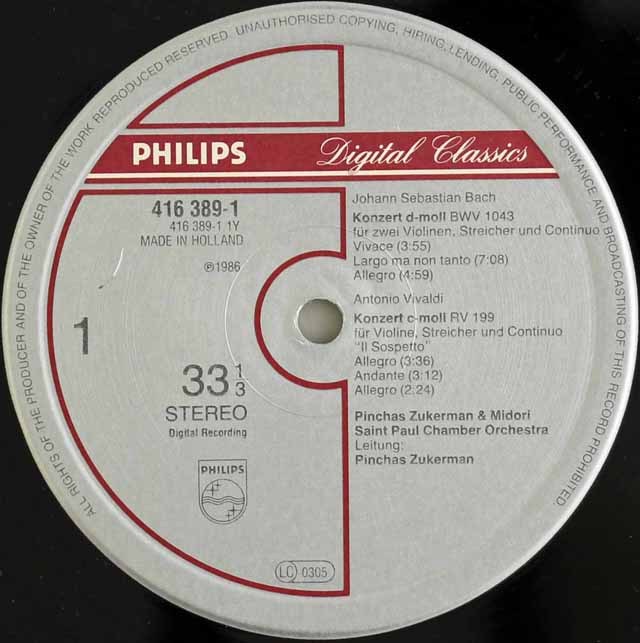 ALL RIGHTS OF THE PRODUCER AND OF THE OWNER OF THE WORK REPRODUCED RESERVED. UNAUTHORISED COPYING, HIRING, LENDING, PUBLIC PERFORMANCE AND BROADCASTING OF THIS RECORD PROHIBITED.
PHILIPS Digital Classics
416 389-1
416 389-1 1Y
MADE IN HOLLAND
℗1986
1
33 1/3
STEREO
Digital Recording
PHILIPS
LC 0305
Johann Sebastian Bach
Konzert d-moll BWV 1043
für zwei Violinen, Streicher und Continuo
Vivace (3:55)
Largo ma non tanto (7:08)
Allegro (4:59)
Antonio Vivaldi
Konzert c-moll RV 199
für Violine, Streicher und Continuo
"Il Sospetto"
Allegro (3:36)
Andante (3:12)
Allegro (2:24)
Pinchas Zukerman & Midori
Saint Paul Chamber Orchestra
Leitung:
Pinchas Zukerman